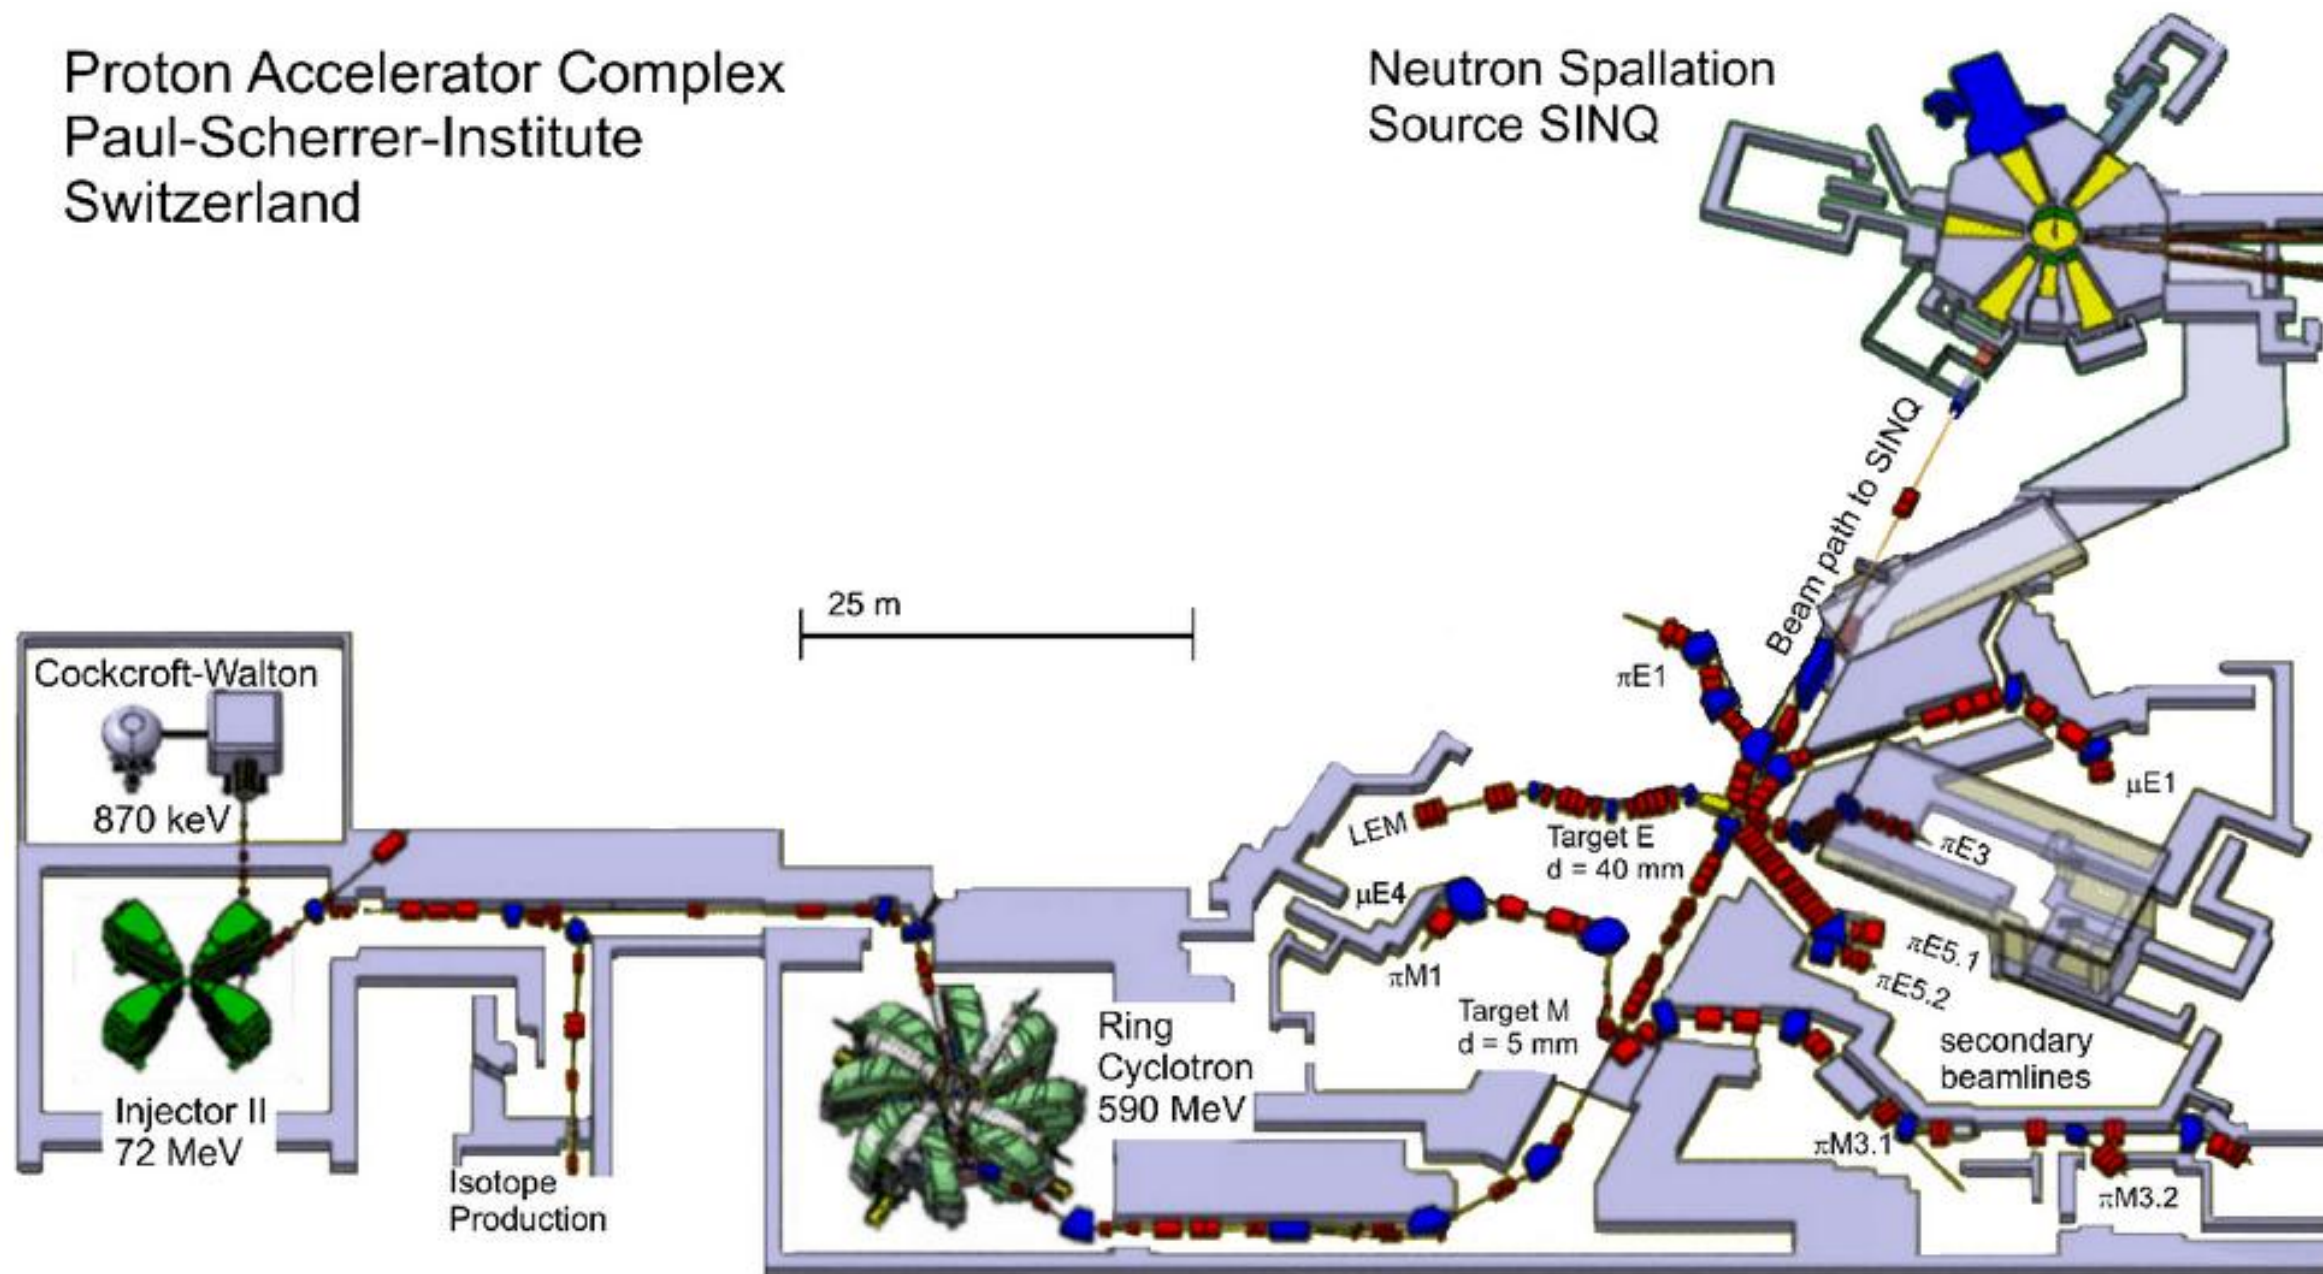 Proton Accelerator Complex
Paul-Scherrer-Institute
Switzerland
Neutron Spallation
Source SINQ
Beam path to SINQ
25 m
Cockcroft-Walton
870 keV
πE1
μE1
LEM
Target E
d = 40 mm
πE3
μE4
πM1
πE5.1
πE5.2
Target M
d = 5 mm
Ring
Cyclotron
590 MeV
secondary
beamlines
Injector II
72 MeV
πM3.1
πM3.2
Isotope
Production